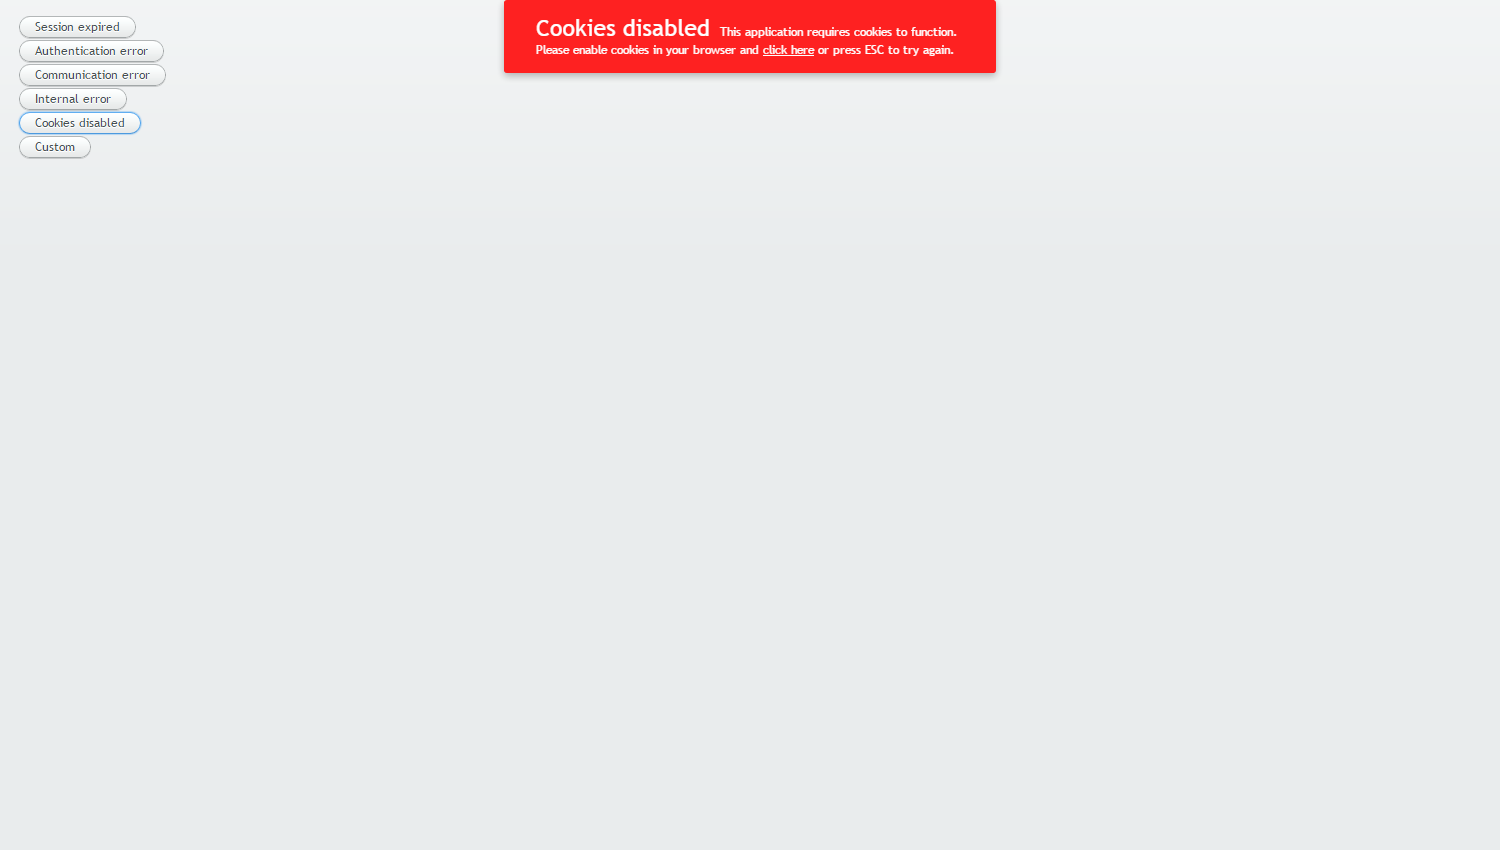 Session expired
Authentication error
Communication error
Internal error
Cookies disabled
Custom
Cookies disabled This application requires cookies to function.
Please enable cookies in your browser and click here or press ESC to try again.